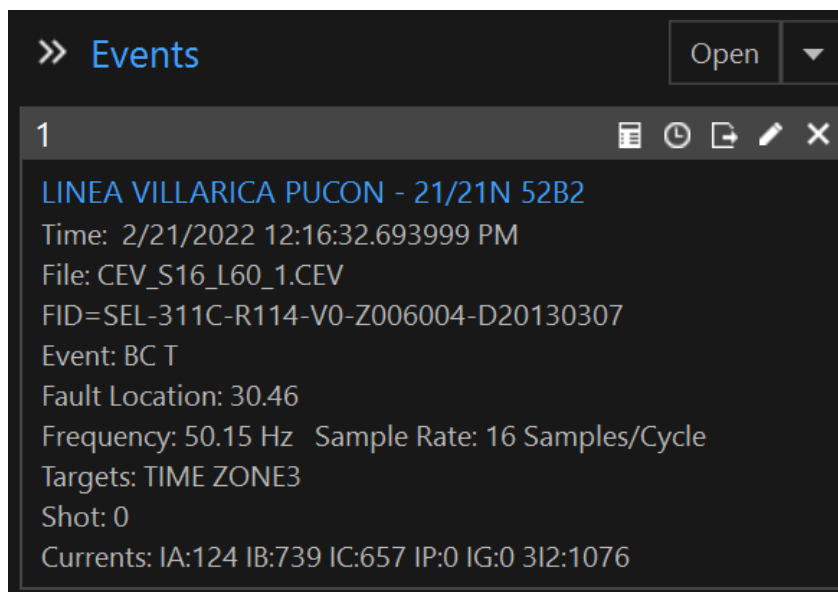 Events
Open
1
LINEA VILLARICA PUCON - 21/21N 52B2
Time:  2/21/2022 12:16:32.693999 PM
File: CEV_S16_L60_1.CEV
FID=SEL-311C-R114-V0-Z006004-D20130307
Event: BC T
Fault Location: 30.46
Frequency: 50.15 Hz   Sample Rate: 16 Samples/Cycle
Targets: TIME ZONE3
Shot: 0
Currents: IA:124 IB:739 IC:657 IP:0 IG:0 3I2:1076